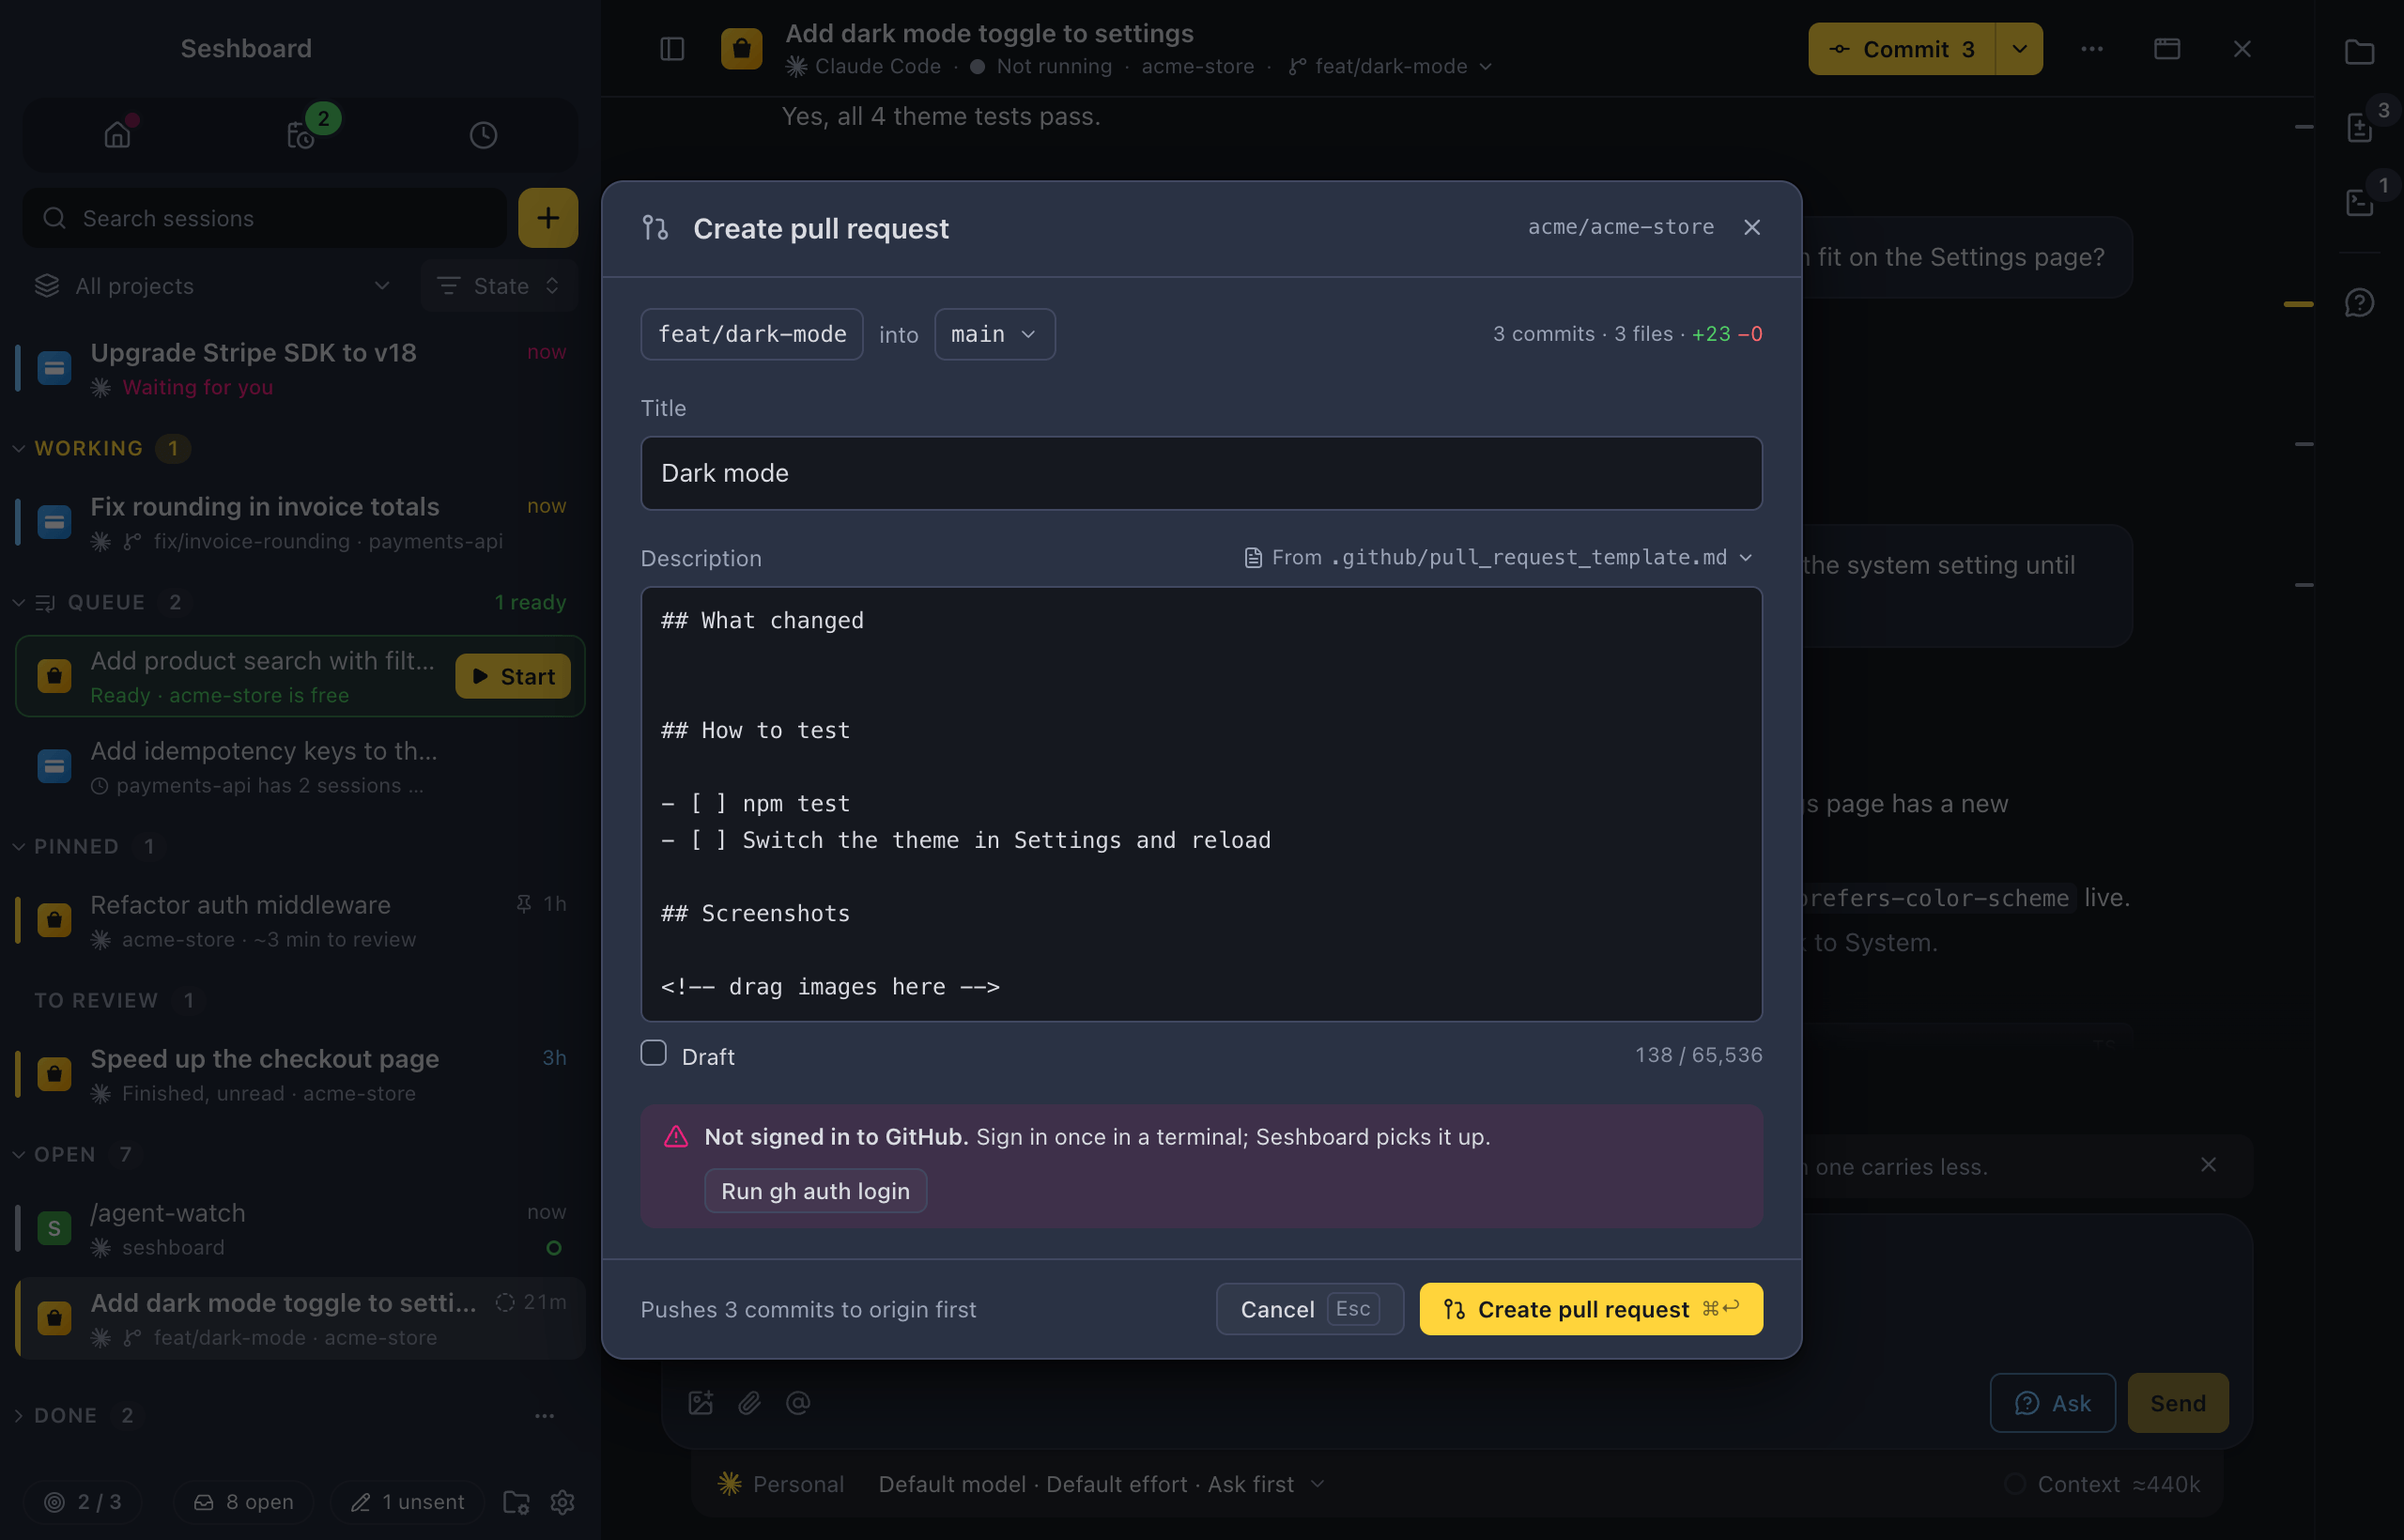 Seshboard
2
Search sessions
All projects
State
Upgrade Stripe SDK to v18
now
Waiting for you
WORKING 1
Fix rounding in invoice totals
now
fix/invoice-rounding · payments-api
QUEUE 2
1 ready
Add product search with filt...
Ready · acme-store is free
Start
Add idempotency keys to th...
payments-api has 2 sessions ...
PINNED 1
Refactor auth middleware
1h
acme-store · ~3 min to review
TO REVIEW 1
Speed up the checkout page
3h
Finished, unread · acme-store
OPEN 7
S
/agent-watch
now
seshboard
Add dark mode toggle to setti...
21m
feat/dark-mode · acme-store
DONE 2
2 / 3
8 open
1 unsent
Add dark mode toggle to settings
Claude Code · Not running · acme-store · feat/dark-mode
Commit 3
3
1
Yes, all 4 theme tests pass.
fit on the Settings page?
the system setting until
page has a new
prefers-color-scheme live.
to System.
one carries less.
Create pull request
acme/acme-store
feat/dark-mode into main
3 commits · 3 files · +23 −0
Title
Dark mode
Description
From .github/pull_request_template.md
## What changed
## How to test
- [ ] npm test
- [ ] Switch the theme in Settings and reload
## Screenshots
<!-- drag images here -->
Draft
138 / 65,536
Not signed in to GitHub. Sign in once in a terminal; Seshboard picks it up.
Run gh auth login
Pushes 3 commits to origin first
Cancel Esc
Create pull request ⌘↩
Ask
Send
Personal
Default model · Default effort · Ask first
Context ≈440k